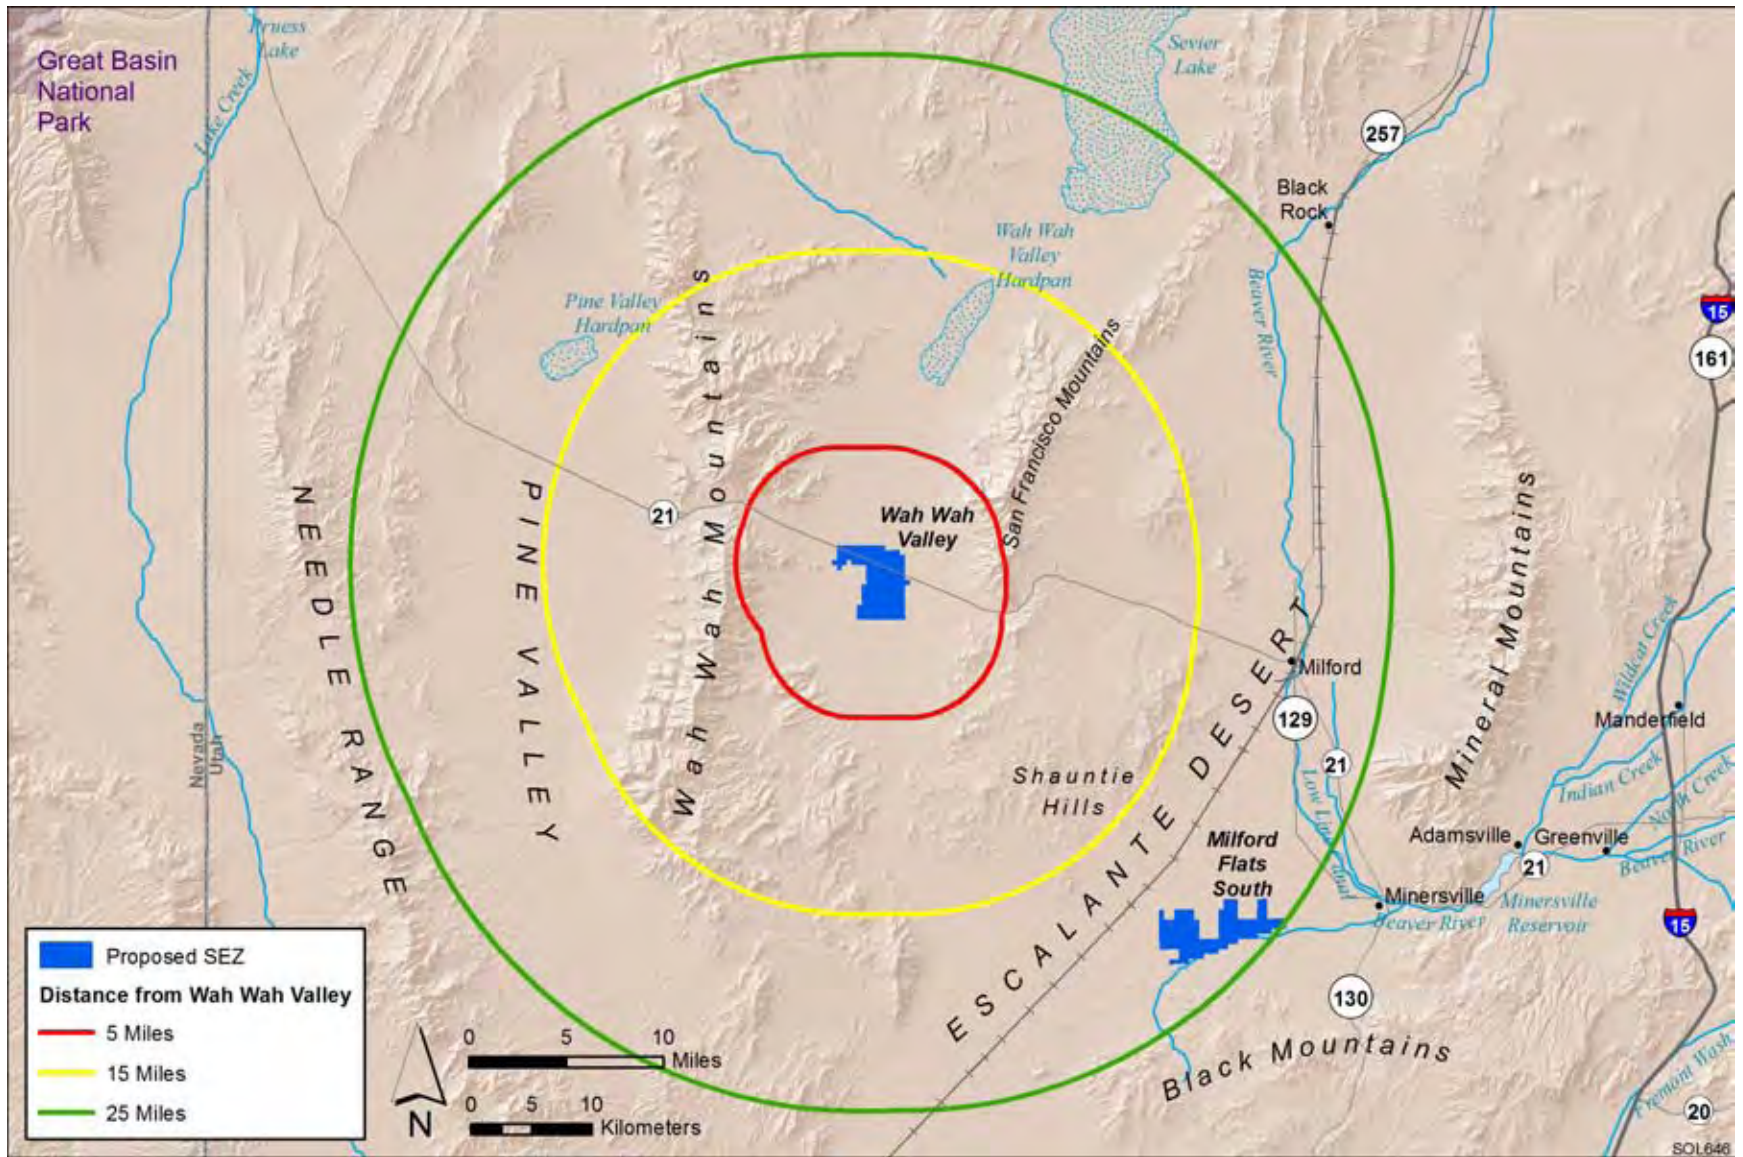 Great Basin
National
Park
Pruess
Lake
Lake Creek
Sevier
Lake
257
Black
Rock
Beaver River
Wah Wah
Valley
Hardpan
Pine Valley
Hardpan
15
161
Wah Wah Mountains
San Francisco Mountains
NEEDLE RANGE
PINE VALLEY
21
Wah Wah
Valley
Mineral Mountains
ESCALANTE DESERT
Milford
129
21
Low Line Canal
Shauntie
Hills
Nevada
Utah
Wildcat Creek
Manderfield
Indian Creek
North Creek
Adamsville
Greenville
21
Beaver River
Milford
Flats
South
Minersville
Beaver River
Minersville
Reservoir
15
130
Black Mountains
Fremont Wash
20
Proposed SEZ
Distance from Wah Wah Valley
5 Miles
15 Miles
25 Miles
N
0 5 10
Miles
0 5 10
Kilometers
SOL646